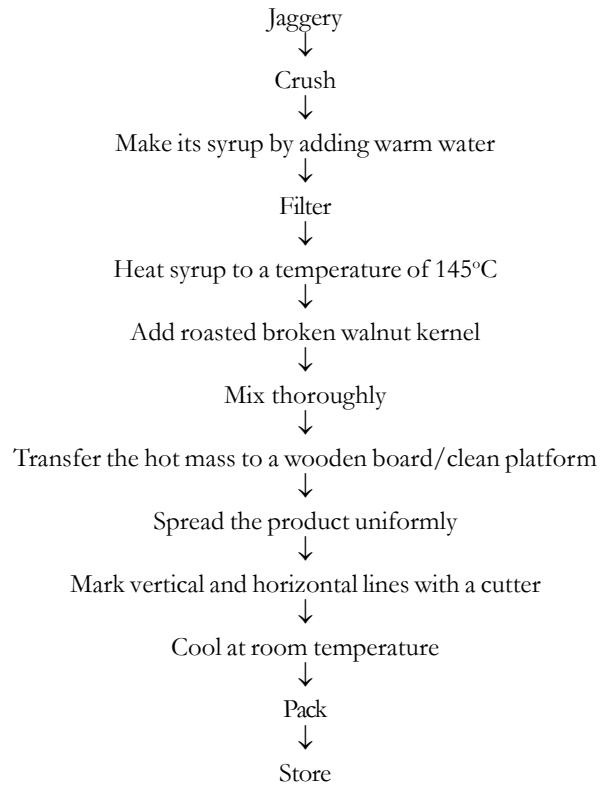 Jaggery
↓
Crush
↓
Make its syrup by adding warm water
↓
Filter
↓
Heat syrup to a temperature of 145°C
↓
Add roasted broken walnut kernel
↓
Mix thoroughly
↓
Transfer the hot mass to a wooden board/clean platform
↓
Spread the product uniformly
↓
Mark vertical and horizontal lines with a cutter
↓
Cool at room temperature
↓
Pack
↓
Store